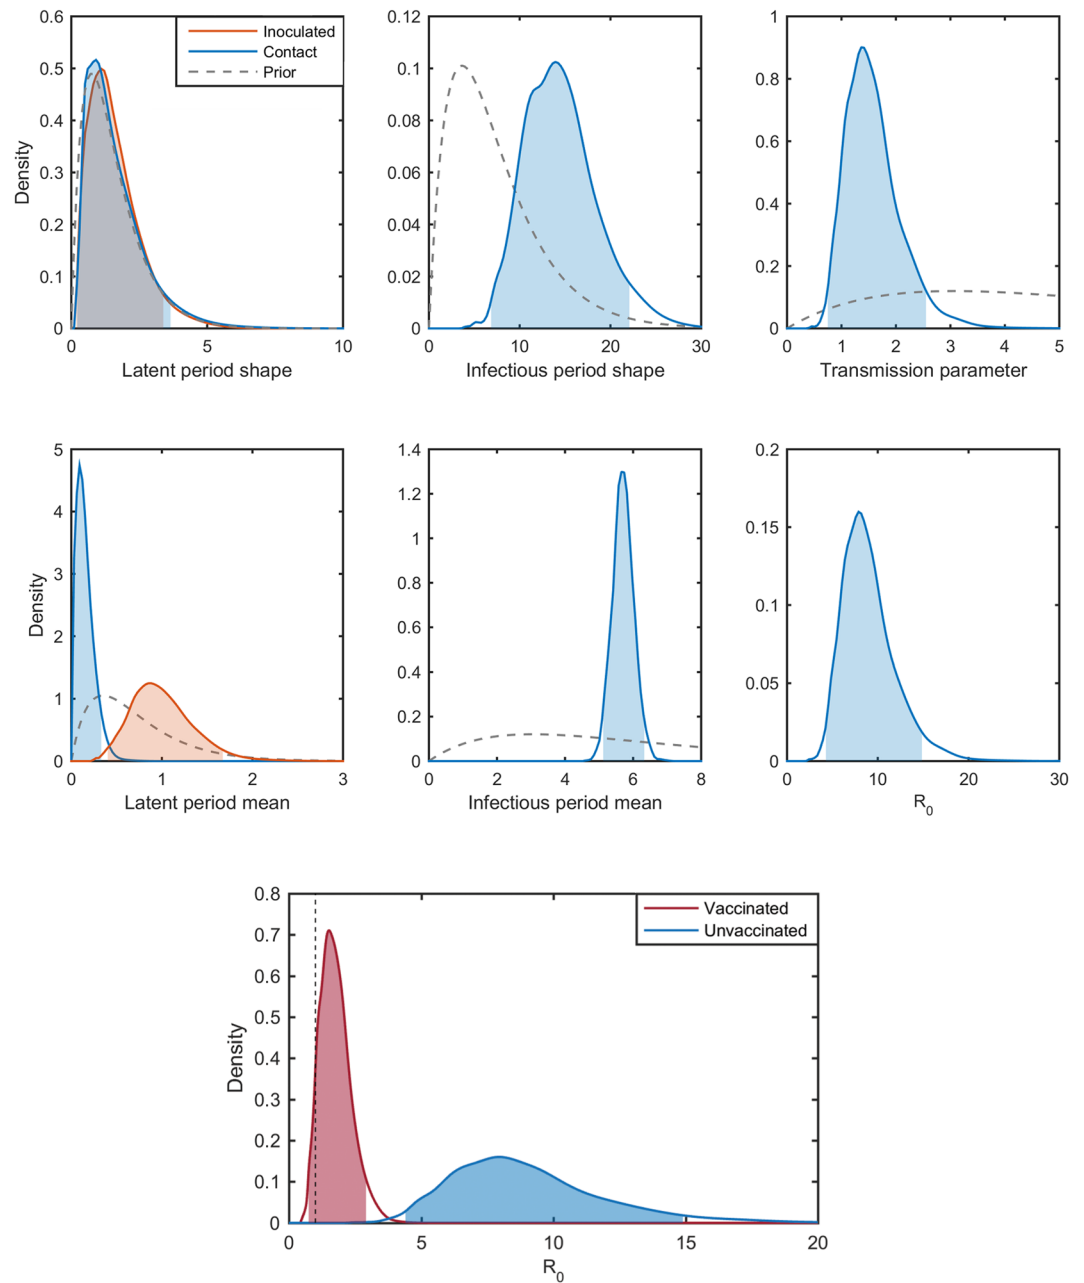 0.6
0.5
0.4
0.3
0.2
0.1
0
Density
0 5 10
Latent period shape
Inoculated
Contact
Prior
0.12
0.1
0.08
0.06
0.04
0.02
0
0 10 20 30
Infectious period shape
1
0.8
0.6
0.4
0.2
0
0 1 2 3 4 5
Transmission parameter
5
4
3
2
1
0
Density
0 1 2 3
Latent period mean
1.4
1.2
1
0.8
0.6
0.4
0.2
0
0 2 4 6 8
Infectious period mean
0.2
0.15
0.1
0.05
0
0 10 20 30
R0
0.8
0.7
0.6
0.5
0.4
0.3
0.2
0.1
0
Density
Vaccinated
Unvaccinated
0 5 10 15 20
R0